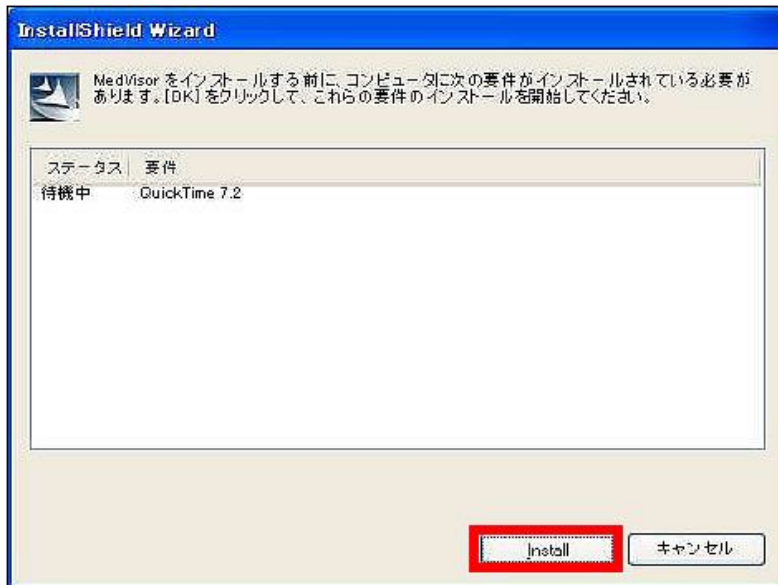 InstallShield Wizard
MedVisor をインストールする前に、コンピュータに次の要件がインストールされている必要が
あります。[OK] をクリックして、これらの要件のインストールを開始してください。
ステータス 要件
待機中 QuickTime 7.2
Install キャンセル